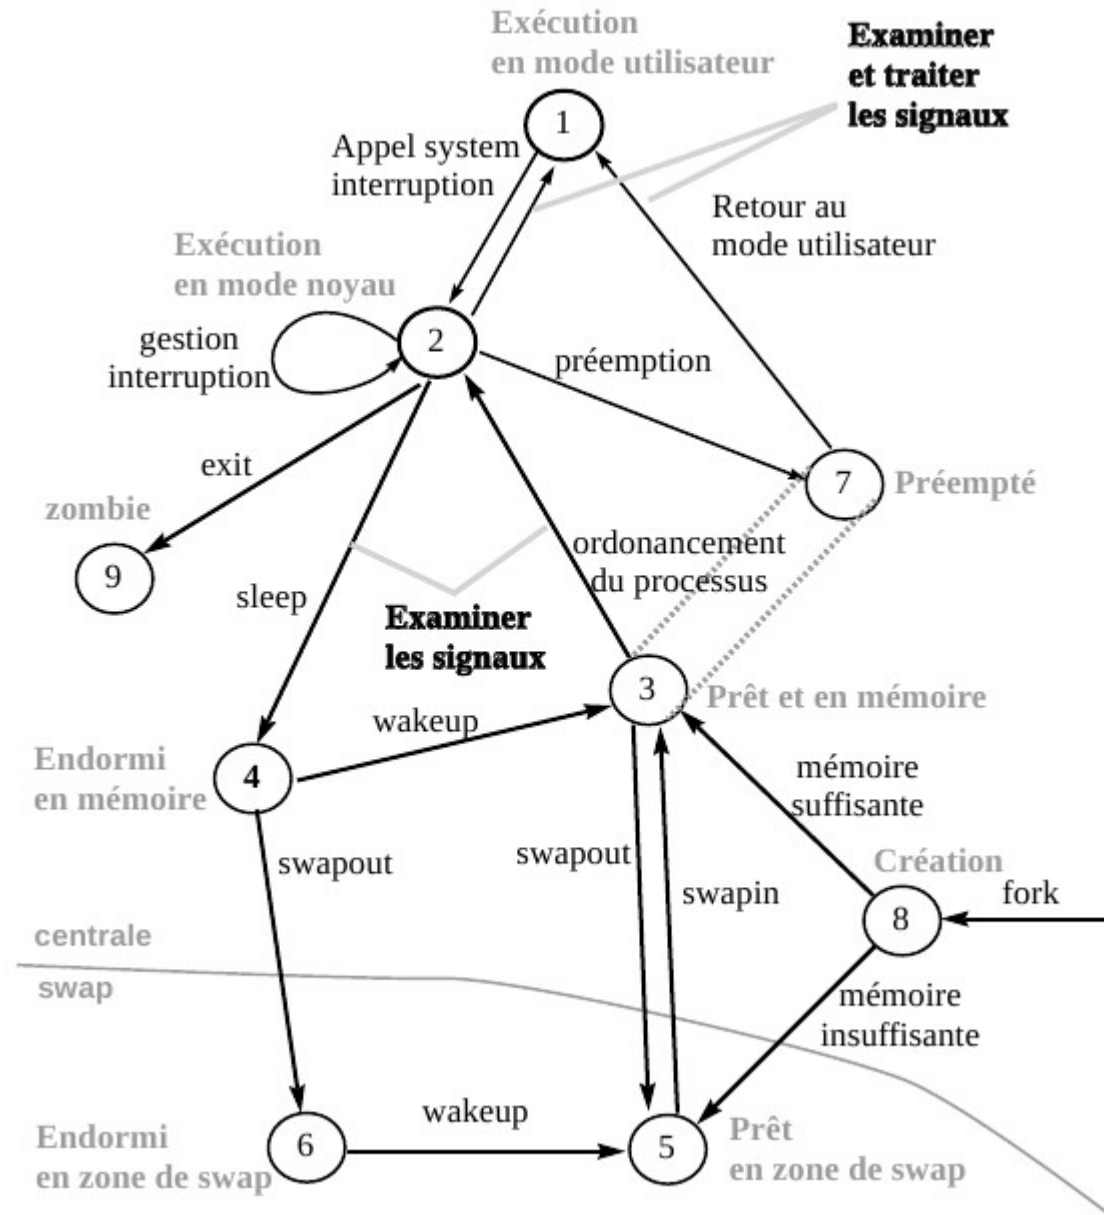 Exécution
en mode utilisateur
Examiner
et traiter
les signaux
1
Appel system
interruption
Retour au
mode utilisateur
Exécution
en mode noyau
gestion
interruption
2
préemption
exit
7
Préempté
zombie
9
ordonancement
du processus
sleep
Examiner
les signaux
3
Prêt et en mémoire
wakeup
Endormi
en mémoire
4
mémoire
suffisante
swapout
swapout
swapin
Création
8
fork
centrale
swap
mémoire
insuffisante
wakeup
Endormi
en zone de swap
6
5
Prêt
en zone de swap